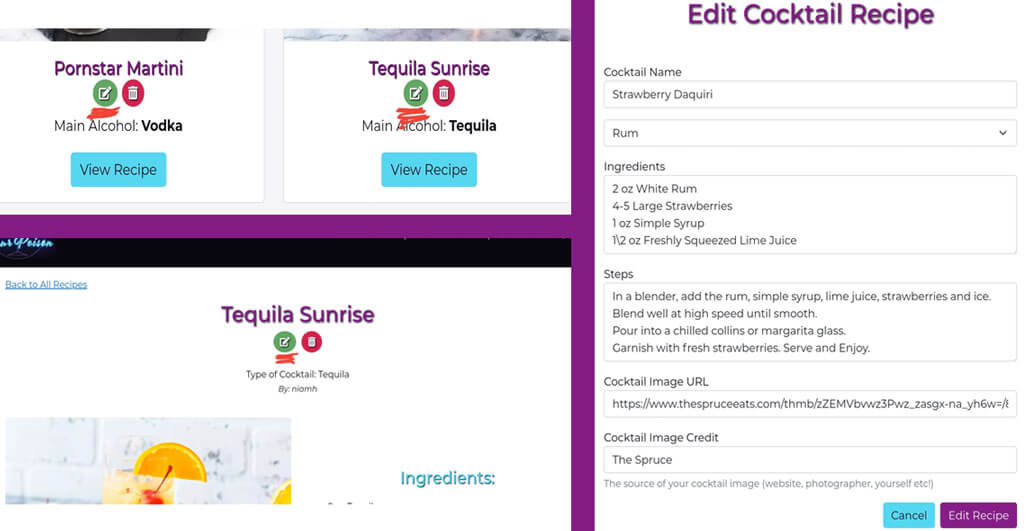 Pornstar Martini
Main Alcohol: Vodka
View Recipe
Tequila Sunrise
Main Alcohol: Tequila
View Recipe
Back to All Recipes
Tequila Sunrise
Type of Cocktail: Tequila
By: niamh
Ingredients:
Edit Cocktail Recipe
Cocktail Name
Strawberry Daquiri
Rum
Ingredients
2 oz White Rum
4-5 Large Strawberries
1 oz Simple Syrup
1\2 oz Freshly Squeezed Lime Juice
Steps
In a blender, add the rum, simple syrup, lime juice, strawberries and ice.
Blend well at high speed until smooth.
Pour into a chilled collins or margarita glass.
Garnish with fresh strawberries. Serve and Enjoy.
Cocktail Image URL
https://www.thespruceeats.com/thmb/zZEMVbvwz3Pwz_zasgx-na_yh6w=/
Cocktail Image Credit
The Spruce
The source of your cocktail image (website, photographer, yourself etc!)
Cancel
Edit Recipe